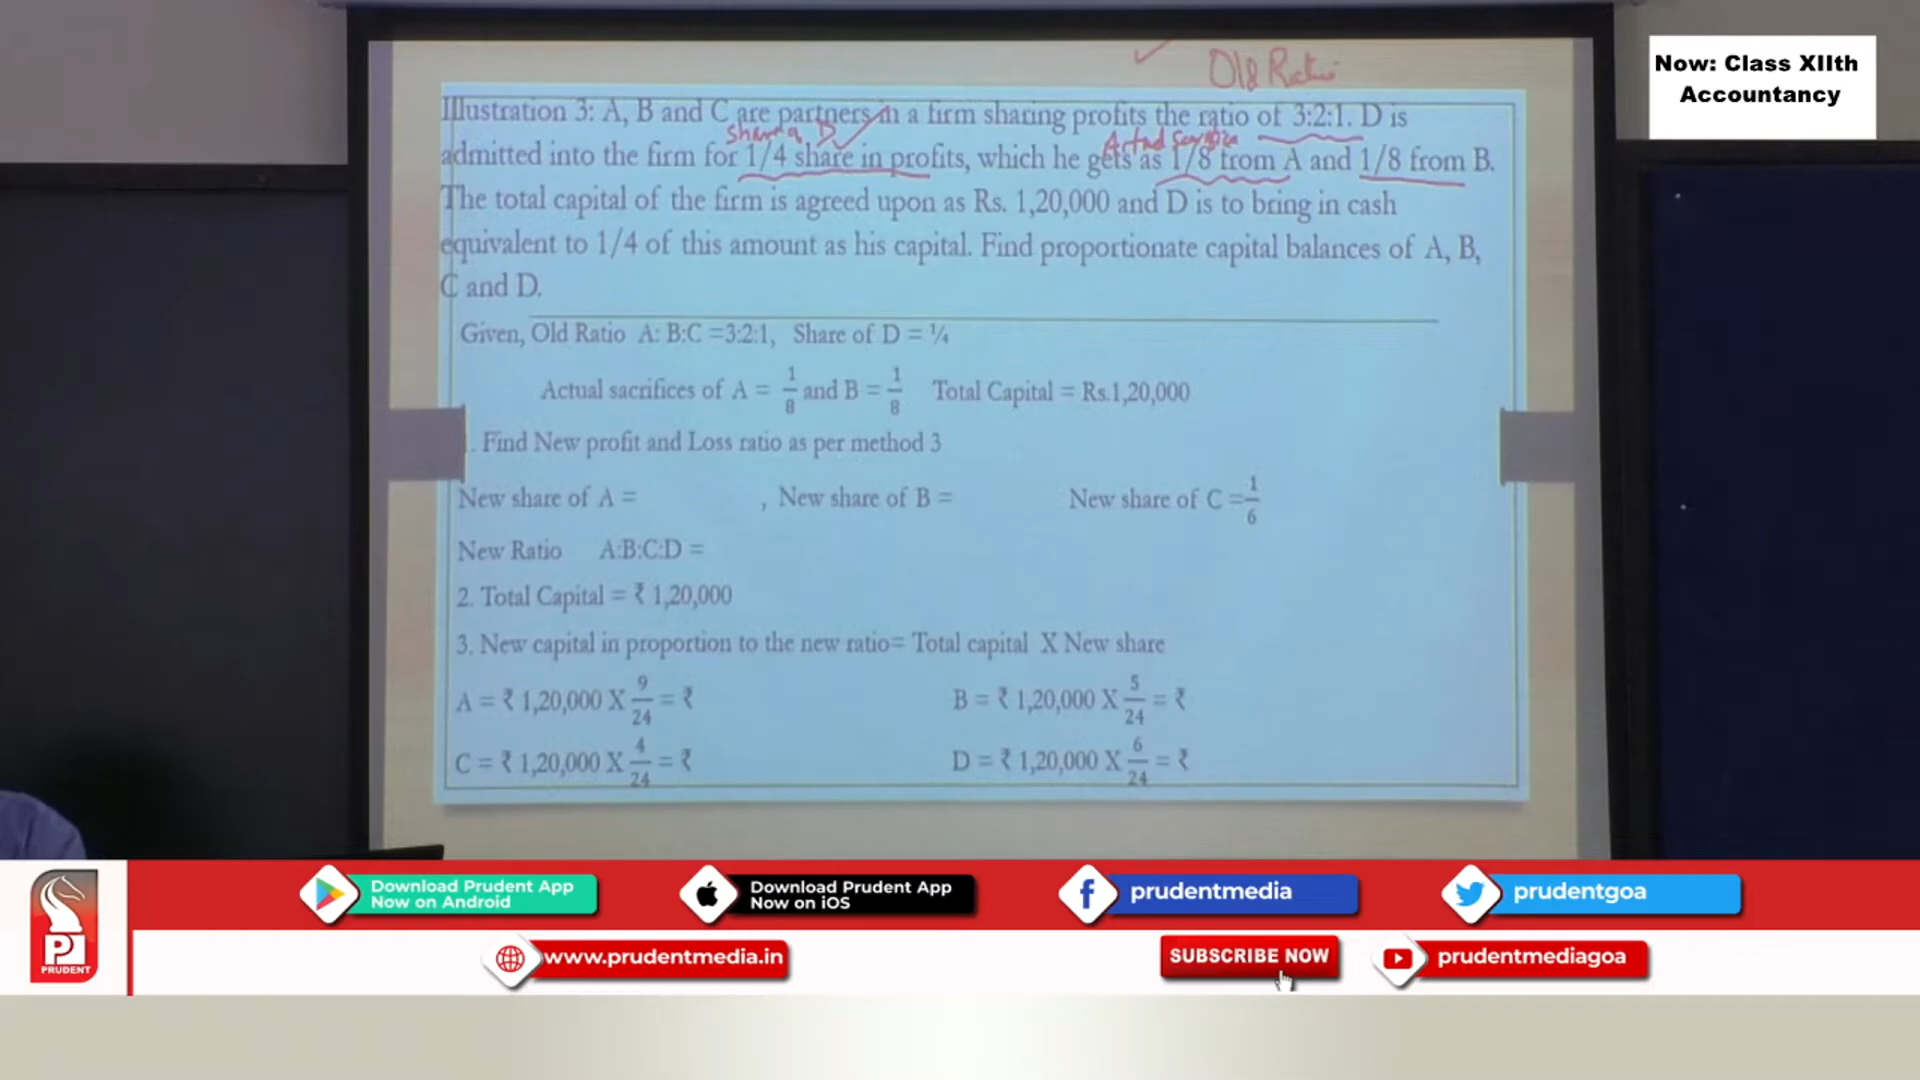 Now: Class XIIth
Accountancy
Old Ratio
Illustration 3: A, B and C are partners in a firm sharing profits the ratio of 3:2:1. D is
share of D
Actual Sacrifice
admitted into the firm for 1/4 share in profits, which he gets as 1/8 from A and 1/8 from B.
The total capital of the firm is agreed upon as Rs. 1,20,000 and D is to bring in cash
equivalent to 1/4 of this amount as his capital. Find proportionate capital balances of A, B,
C and D.
Given, Old Ratio A: B:C =3:2:1, Share of D = ¼
Actual sacrifices of A = 1/8 and B = 1/8 Total Capital = Rs.1,20,000
. Find New profit and Loss ratio as per method 3
New share of A = , New share of B = New share of C = 1/6
New Ratio A:B:C:D =
2. Total Capital = ₹ 1,20,000
3. New capital in proportion to the new ratio= Total capital X New share
A = ₹ 1,20,000 X 9/24 = ₹ B = ₹ 1,20,000 X 5/24 = ₹
C = ₹ 1,20,000 X 4/24 = ₹ D = ₹ 1,20,000 X 6/24 = ₹
Download Prudent App
Now on Android
Download Prudent App
Now on iOS
prudentmedia
prudentgoa
PRUDENT
www.prudentmedia.in
SUBSCRIBE NOW
prudentmediagoa